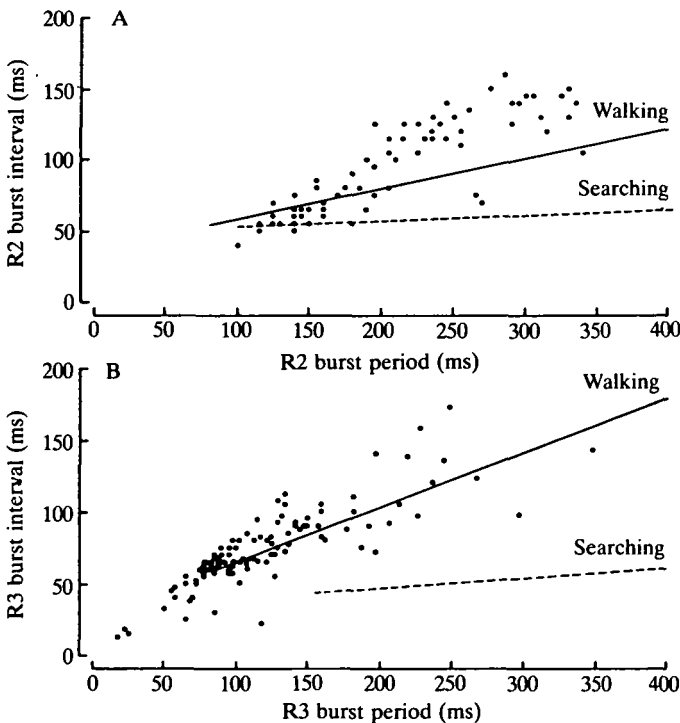 A
200
150
100
50
0
R2 burst interval (ms)
Walking
Searching
0 50 100 150 200 250 300 350 400
R2 burst period (ms)
B
200
150
100
50
0
R3 burst interval (ms)
Walking
Searching
0 50 100 150 200 250 300 350 400
R3 burst period (ms)